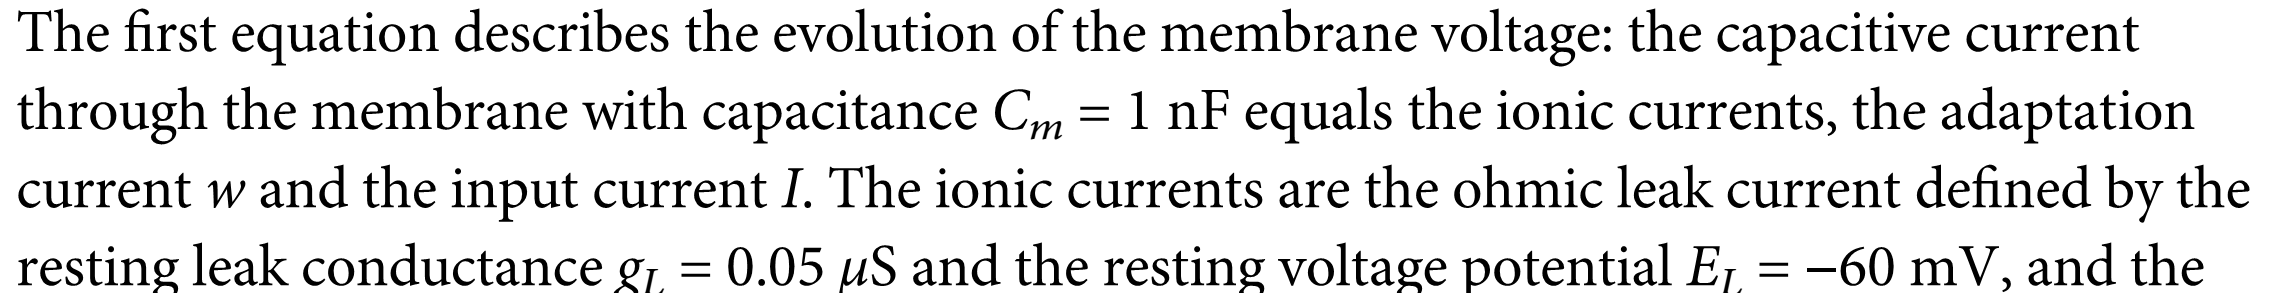 The first equation describes the evolution of the membrane voltage: the capacitive current
through the membrane with capacitance $C_m$ = 1 nF equals the ionic currents, the adaptation
current w and the input current I. The ionic currents are the ohmic leak current defined by the
resting leak conductance $g_L$ = 0.05 μS and the resting voltage potential $E_L$ = −60 mV, and the